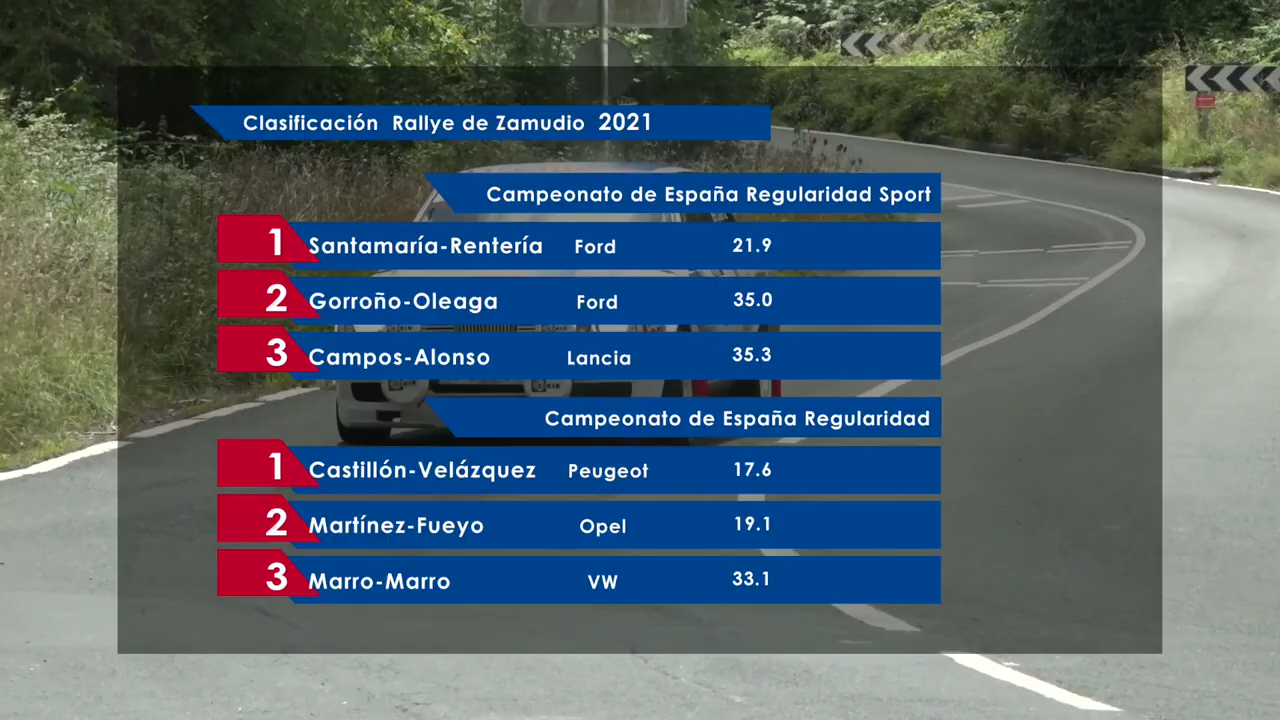 Clasificación Rallye de Zamudio 2021
Campeonato de España Regularidad Sport
1 Santamaría-Rentería Ford 21.9
2 Gorroño-Oleaga Ford 35.0
3 Campos-Alonso Lancia 35.3
Campeonato de España Regularidad
1 Castillón-Velázquez Peugeot 17.6
2 Martínez-Fueyo Opel 19.1
3 Marro-Marro VW 33.1